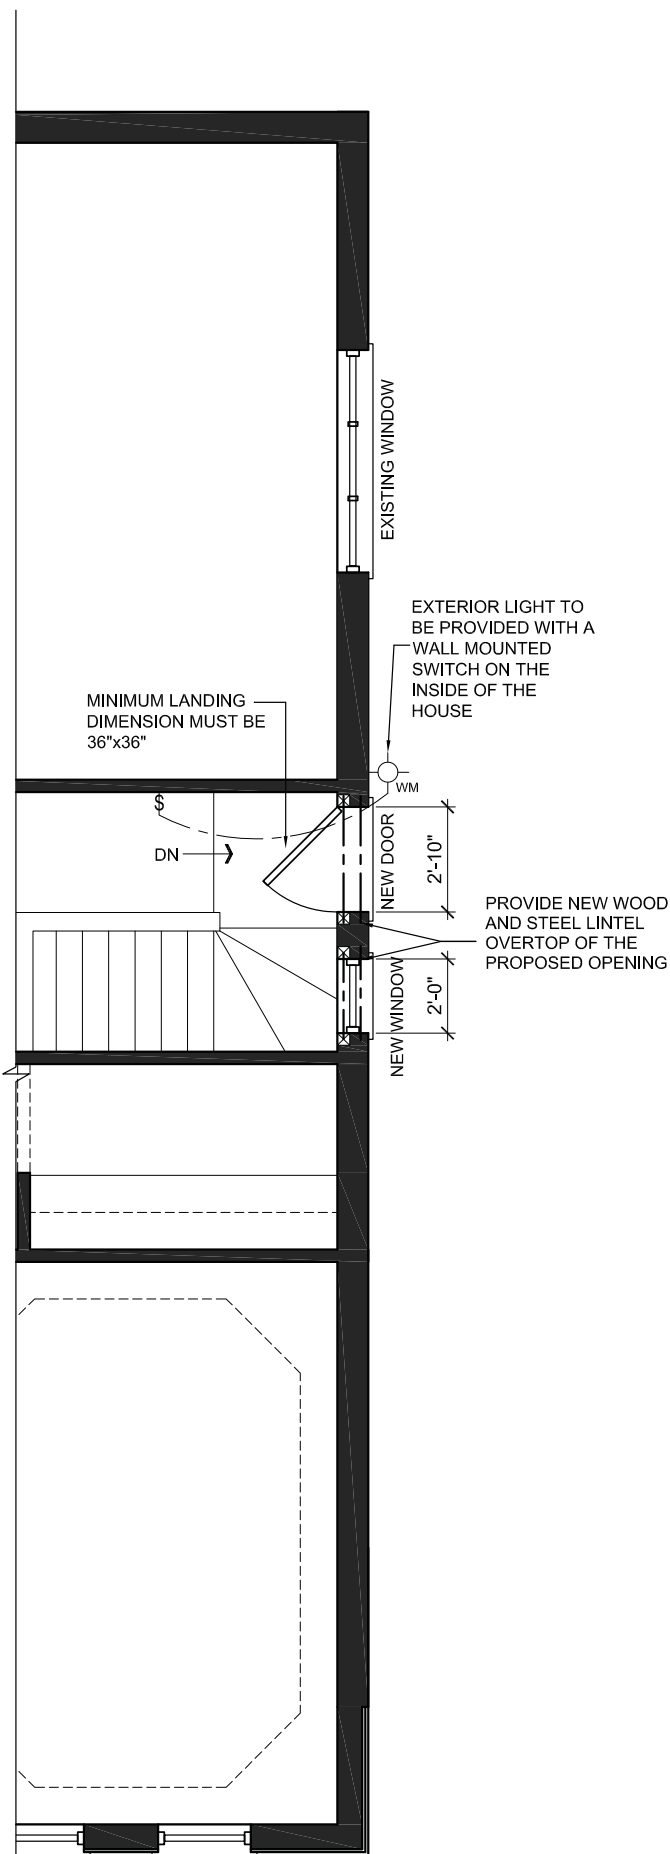 EXISTING WINDOW
EXTERIOR LIGHT TO
BE PROVIDED WITH A
WALL MOUNTED
SWITCH ON THE
INSIDE OF THE
HOUSE
MINIMUM LANDING
DIMENSION MUST BE
36"x36"
WM
$
DN
NEW DOOR
2'-10"
PROVIDE NEW WOOD
AND STEEL LINTEL
OVERTOP OF THE
PROPOSED OPENING
NEW WINDOW
2'-0"